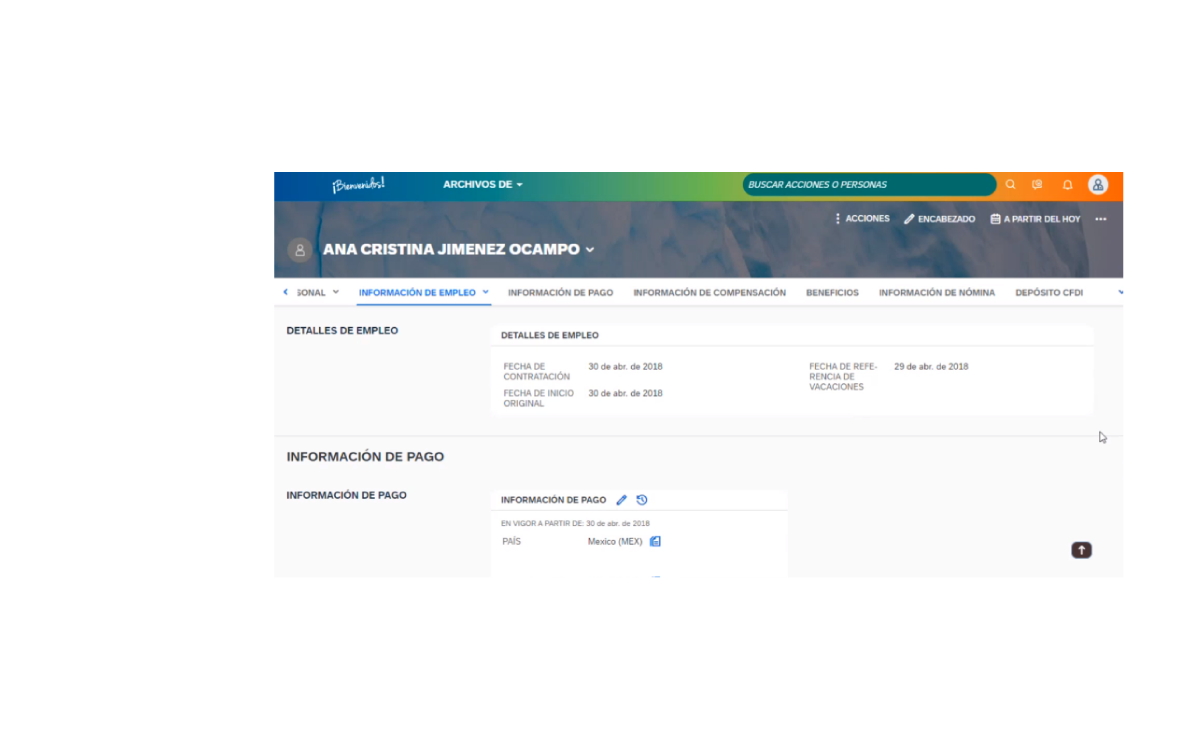 ¡Bienvenidos!
ARCHIVOS DE
BUSCAR ACCIONES O PERSONAS
ACCIONES
ENCABEZADO
A PARTIR DEL HOY
ANA CRISTINA JIMENEZ OCAMPO
SONAL
INFORMACIÓN DE EMPLEO
INFORMACIÓN DE PAGO
INFORMACIÓN DE COMPENSACIÓN
BENEFICIOS
INFORMACIÓN DE NÓMINA
DEPÓSITO CFDI
DETALLES DE EMPLEO
DETALLES DE EMPLEO
FECHA DE
CONTRATACIÓN
30 de abr. de 2018
FECHA DE INICIO
ORIGINAL
30 de abr. de 2018
FECHA DE REFE-
RENCIA DE
VACACIONES
29 de abr. de 2018
INFORMACIÓN DE PAGO
INFORMACIÓN DE PAGO
INFORMACIÓN DE PAGO
EN VIGOR A PARTIR DE: 30 de abr. de 2018
PAÍS
Mexico (MEX)